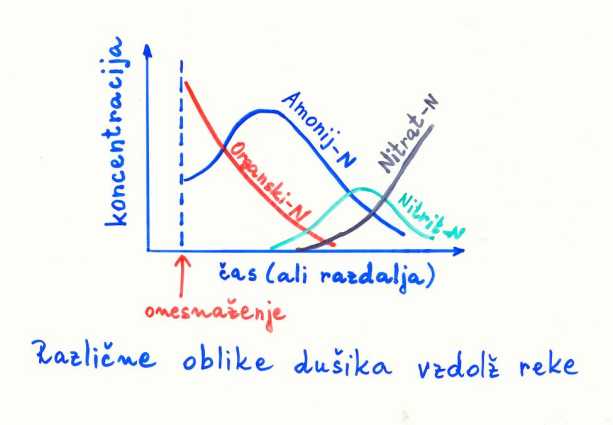 koncentracija
Amonij-N
Organski-N
Nitrat-N
Nitrit-N
čas (ali razdalja)
onesnaženje
Različne oblike dušika vzdolž reke